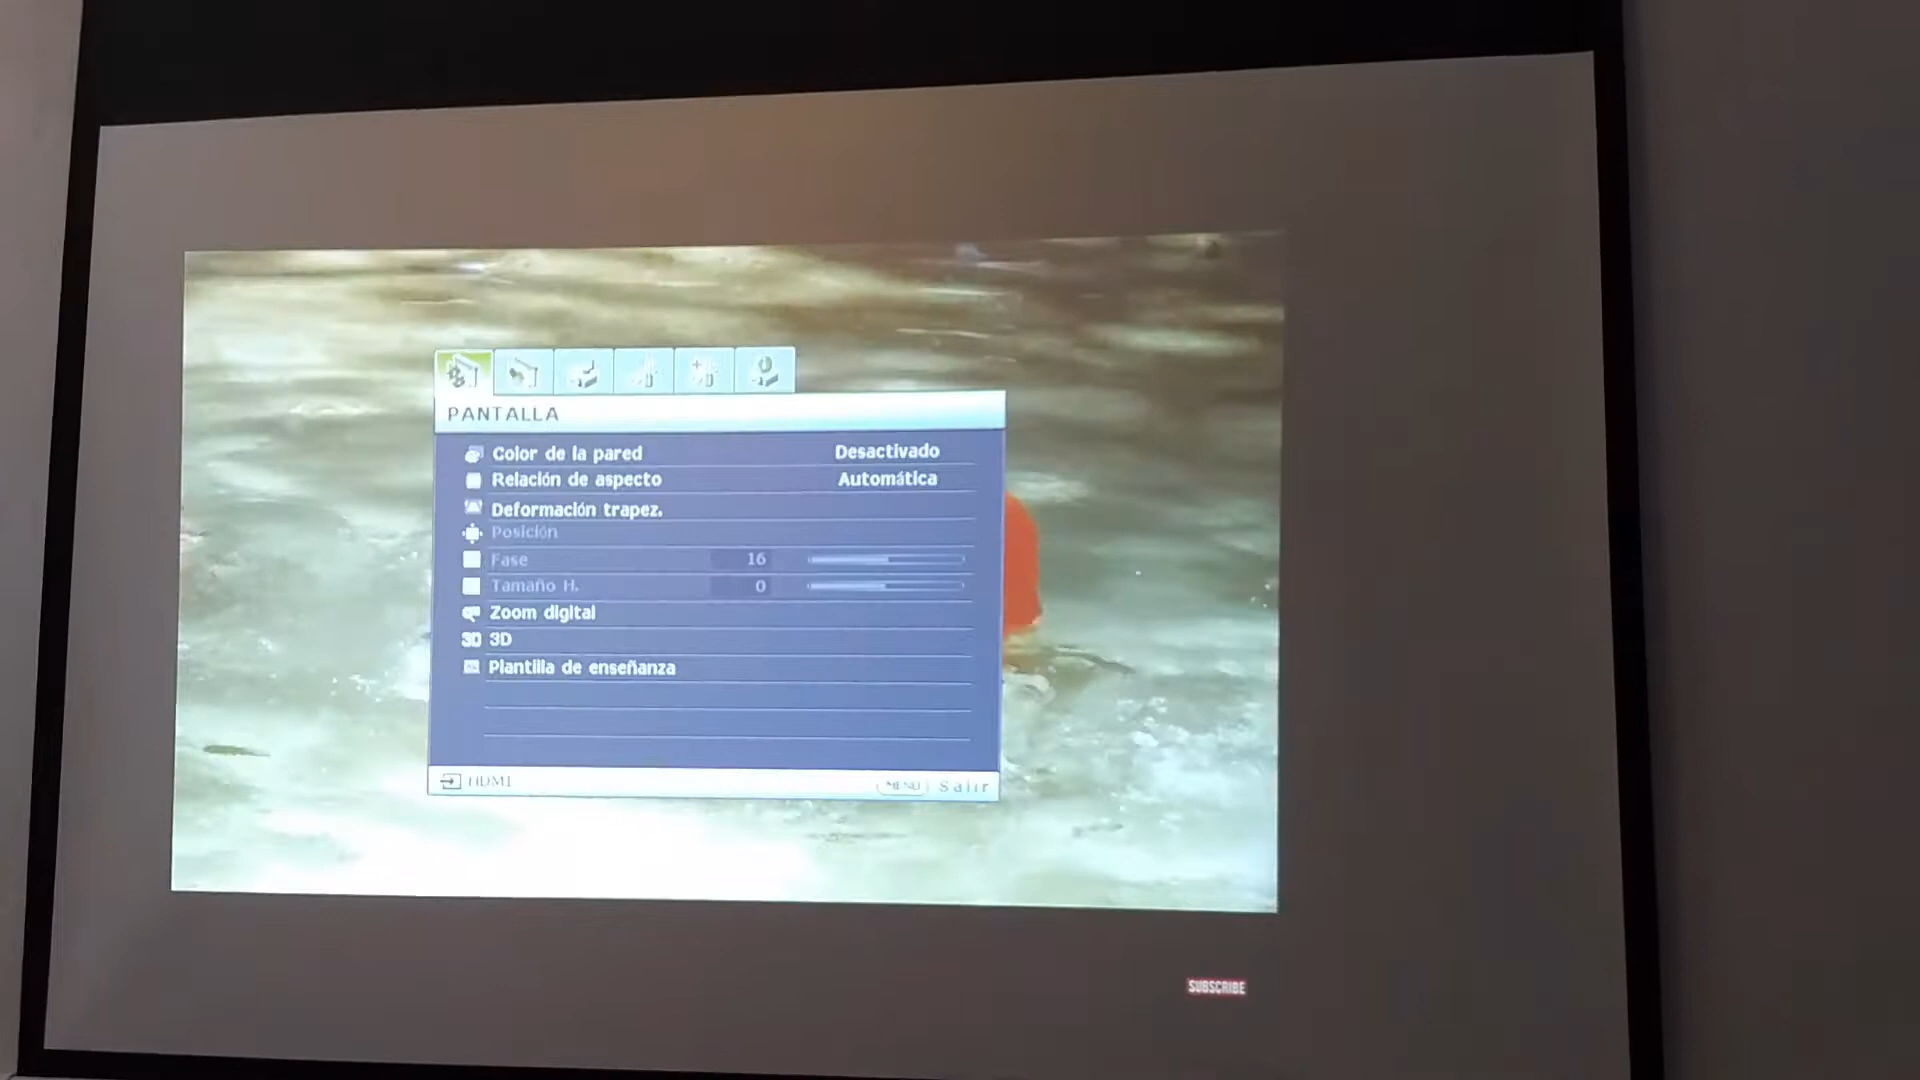 PANTALLA
Color de la pared Desactivado
Relación de aspecto Automática
Deformación trapez.
Posición
Fase 16
Tamaño H. 0
Zoom digital
3D 3D
Plantilla de enseñanza
HDMI MENU Salir
SUBSCRIBE